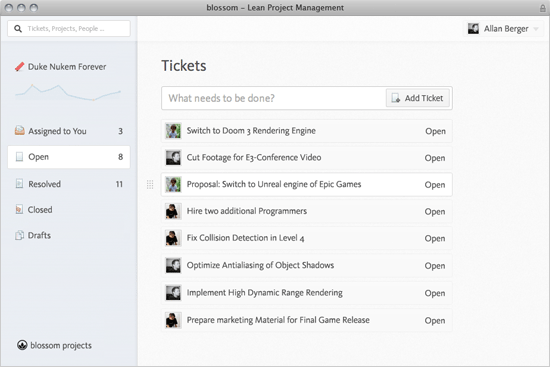 blossom – Lean Project Management
Tickets, Projects, People ...
Allan Berger
Duke Nukem Forever
Assigned to You 3
Open 8
Resolved 11
Closed
Drafts
blossom projects
Tickets
What needs to be done?
Add Ticket
Switch to Doom 3 Rendering Engine Open
Cut Footage for E3-Conference Video Open
Proposal: Switch to Unreal engine of Epic Games Open
Hire two additional Programmers Open
Fix Collision Detection in Level 4 Open
Optimize Antialiasing of Object Shadows Open
Implement High Dynamic Range Rendering Open
Prepare marketing Material for Final Game Release Open